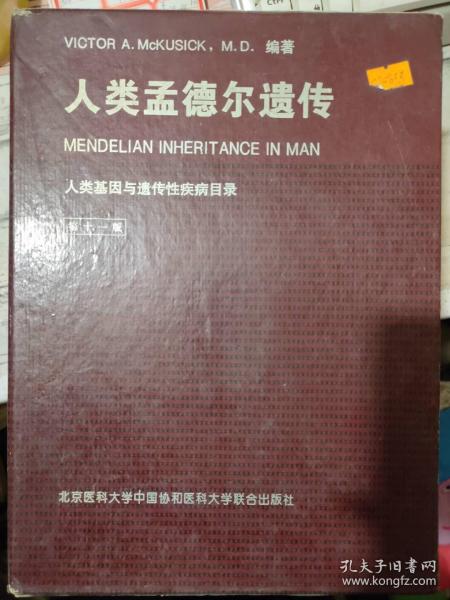 VICTOR A. McKUSICK, M.D. 编著
人类孟德尔遗传
MENDELIAN INHERITANCE IN MAN
人类基因与遗传性疾病目录
第十一版
北京医科大学中国协和医科大学联合出版社
孔夫子旧书网
www.kongfz.com